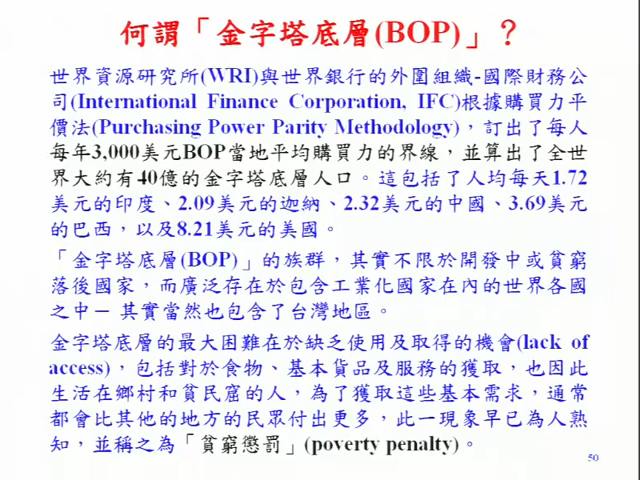 何謂「金字塔底層(BOP)」？
世界資源研究所(WRI)與世界銀行的外圍組織-國際財務公
司(International Finance Corporation, IFC)根據購買力平
價法(Purchasing Power Parity Methodology)，訂出了每人
每年3,000美元BOP當地平均購買力的界線，並算出了全世
界大約有40億的金字塔底層人口。這包括了人均每天1.72
美元的印度、2.09美元的迦納、2.32美元的中國、3.69美元
的巴西，以及8.21美元的美國。
「金字塔底層(BOP)」的族群，其實不限於開發中或貧窮
落後國家，而廣泛存在於包含工業化國家在內的世界各國
之中－ 其實當然也包含了台灣地區。
金字塔底層的最大困難在於缺乏使用及取得的機會(lack of
access)，包括對於食物、基本貨品及服務的獲取，也因此
生活在鄉村和貧民窟的人，為了獲取這些基本需求，通常
都會比其他的地方的民眾付出更多，此一現象早已為人熟
知，並稱之為「貧窮懲罰」(poverty penalty)。
50